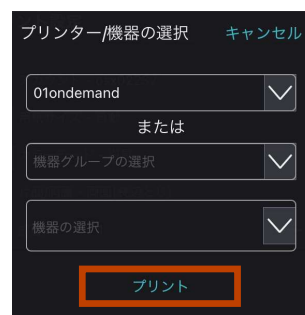 プリンター/機器の選択 キャンセル
01ondemand
または
機器グループの選択
機器の選択
プリント